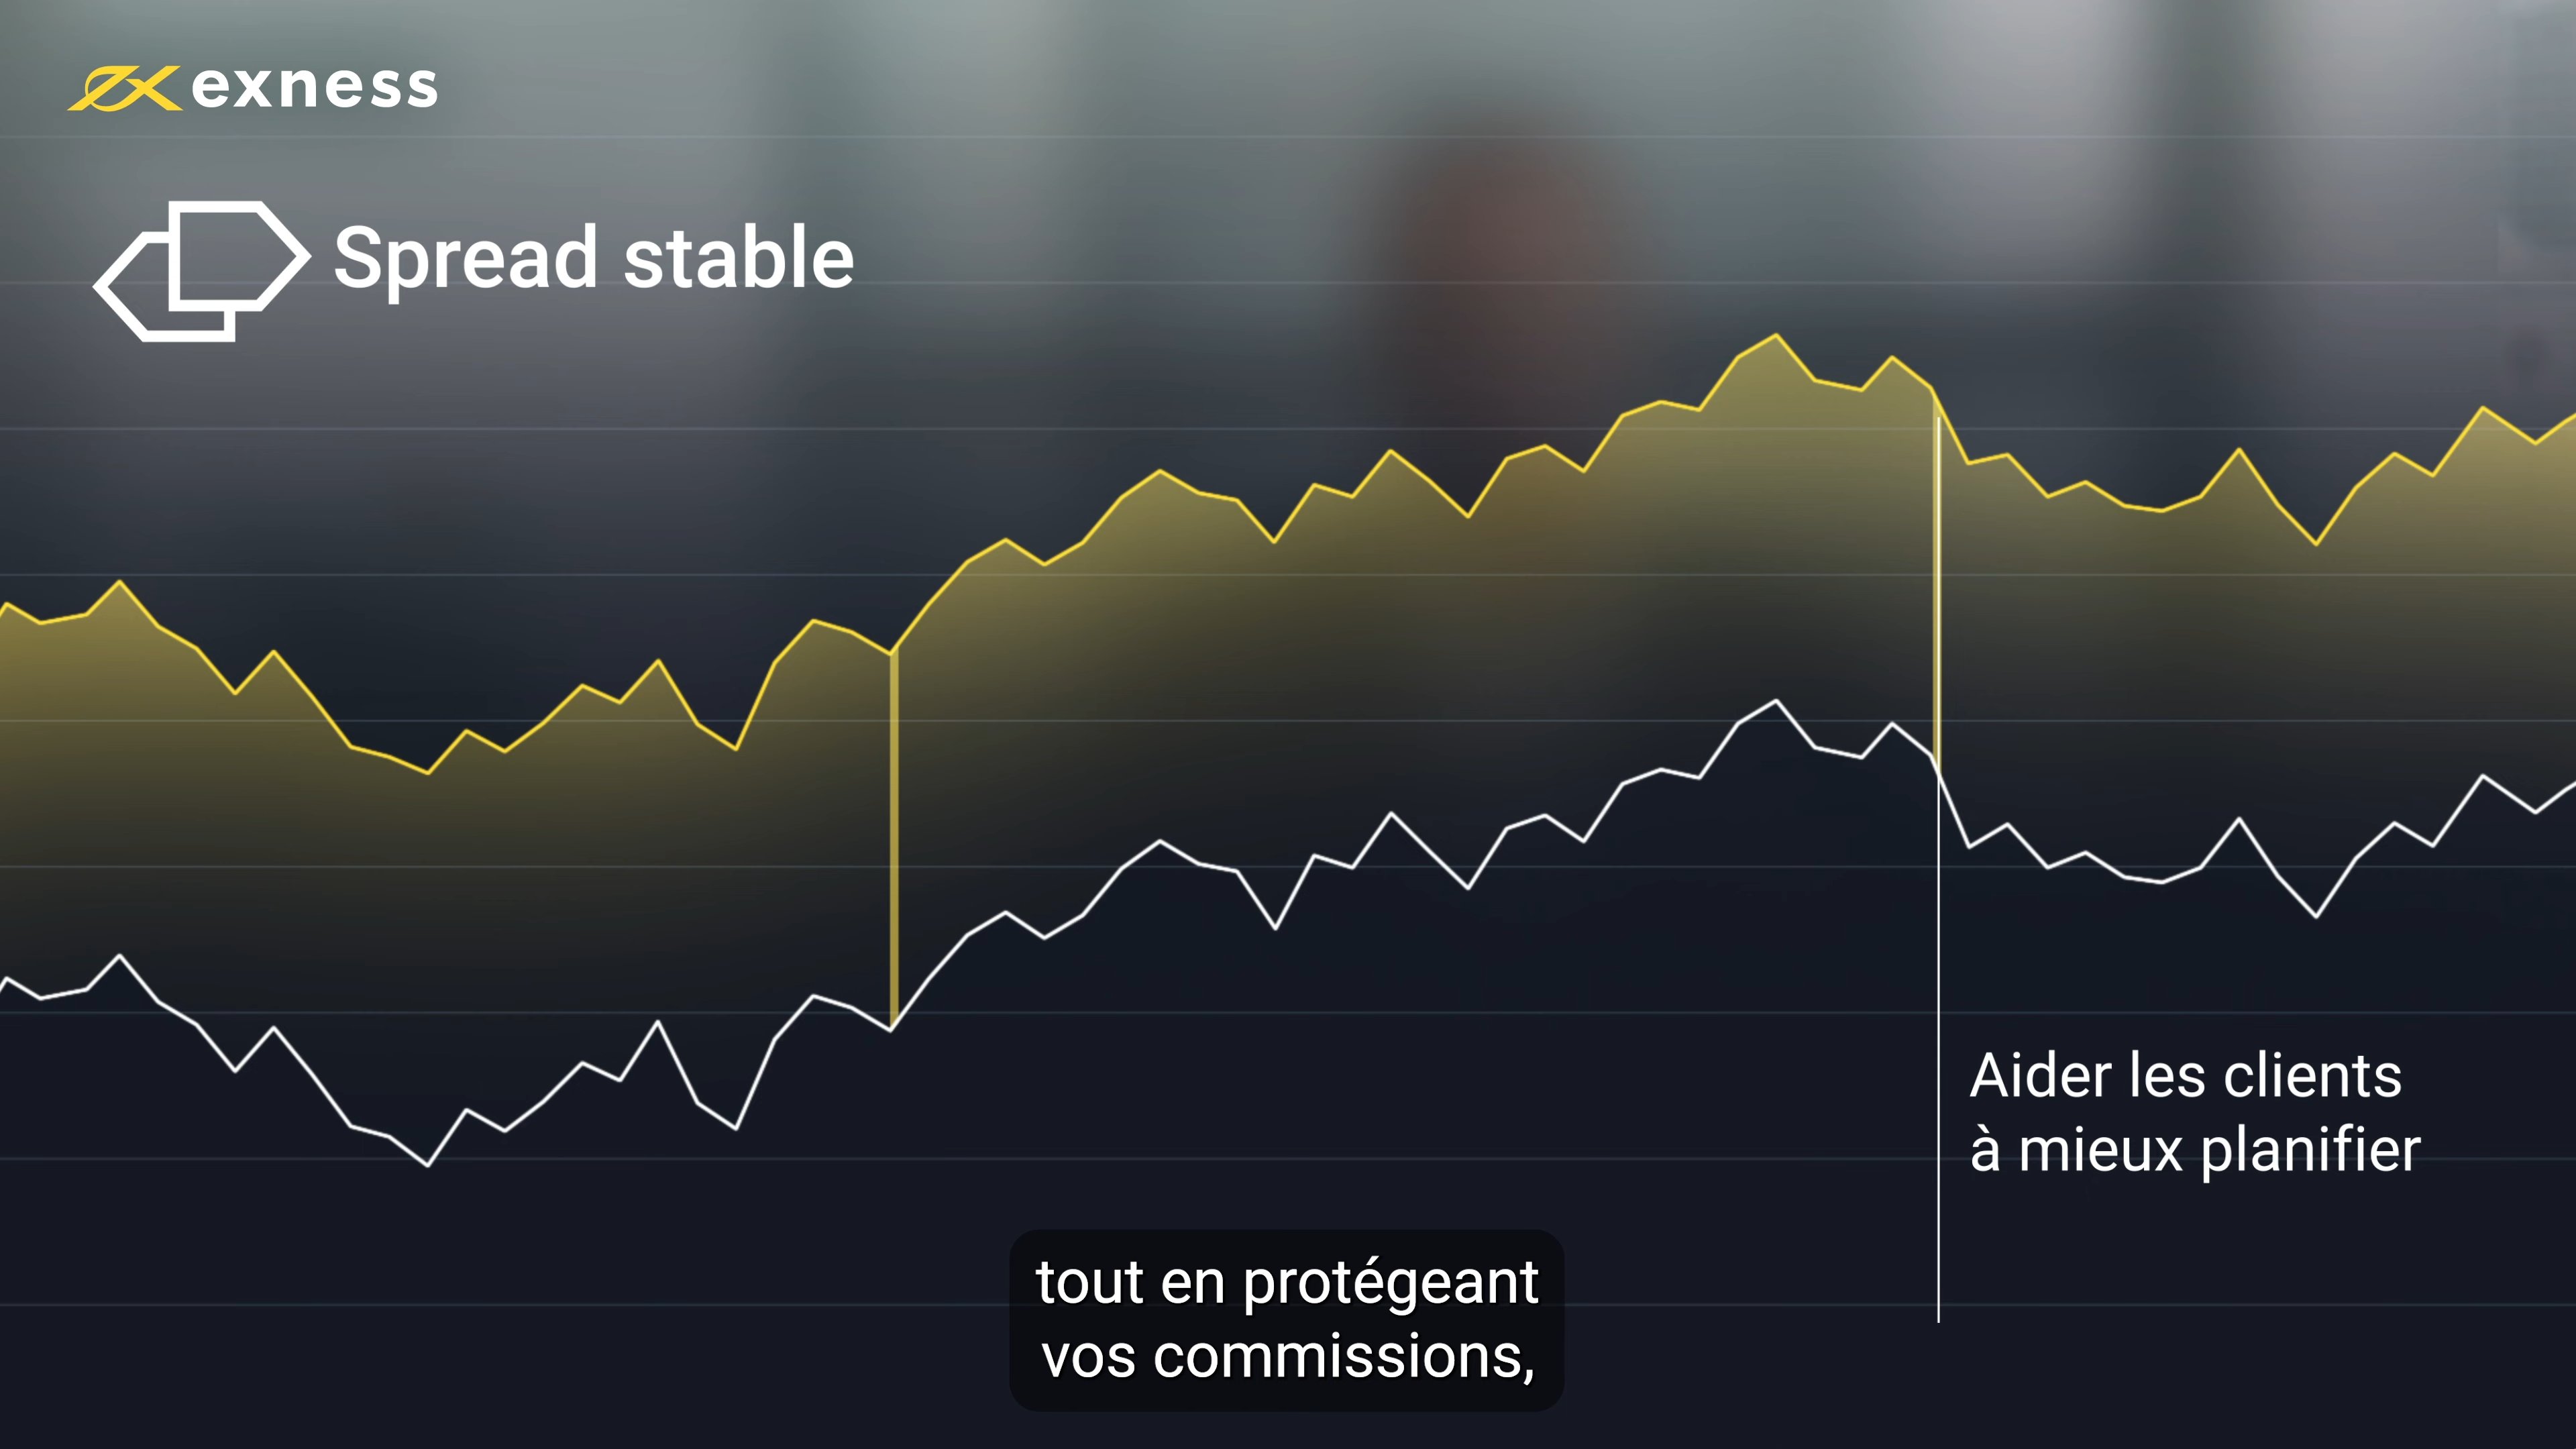 exness
Spread stable
Aider les clients
à mieux planifier
tout en protégeant
vos commissions,